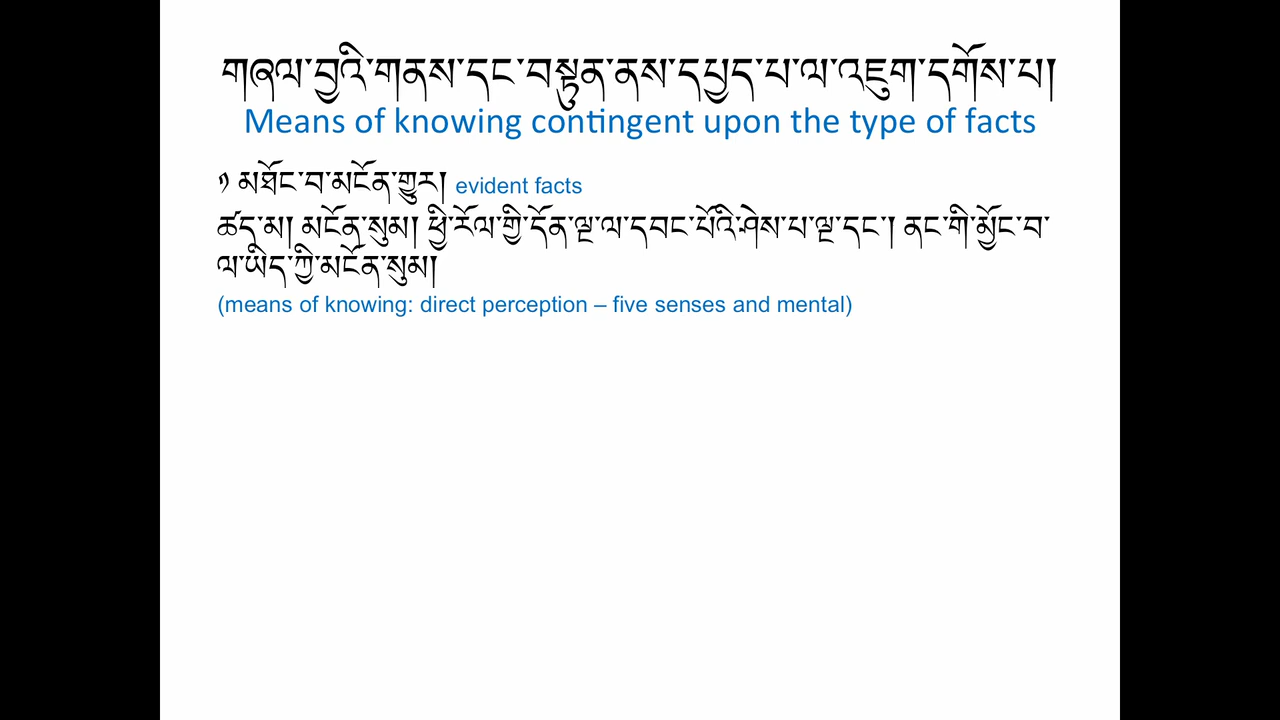 གཞལ་བྱའི་གནས་དང་བསྟུན་ནས་དཔྱད་པ་ལ་འཇུག་དགོས་པ།
Means of knowing contingent upon the type of facts
༡ མཐོང་བ་མངོན་གྱུར། evident facts
ཚད་མ། མངོན་སུམ། ཕྱི་རོལ་གྱི་དོན་ལྔ་ལ་དབང་པོའི་ཤེས་པ་ལྔ་དང་། ནང་གི་མྱོང་བ་
ལ་ཡིད་ཀྱི་མངོན་སུམ།
(means of knowing: direct perception – five senses and mental)